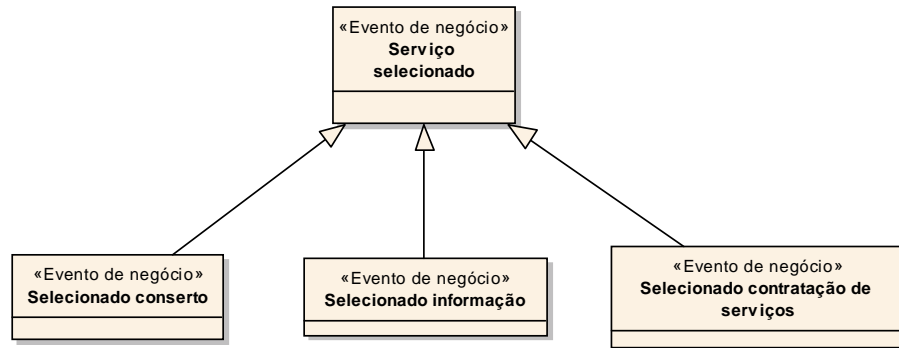 «Evento de negócio»
Serviço
selecionado
«Evento de negócio»
Selecionado conserto
«Evento de negócio»
Selecionado informação
«Evento de negócio»
Selecionado contratação de
serviços